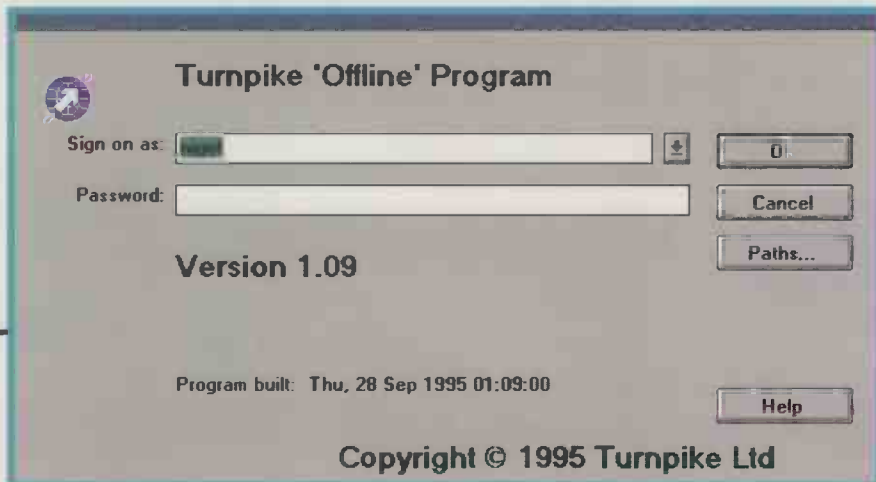 Turnpike 'Offline' Program
Sign on as:
Password:
Cancel
Paths...
Version 1.09
Program built: Thu, 28 Sep 1995 01:09:00
Help
Copyright © 1995 Turnpike Ltd